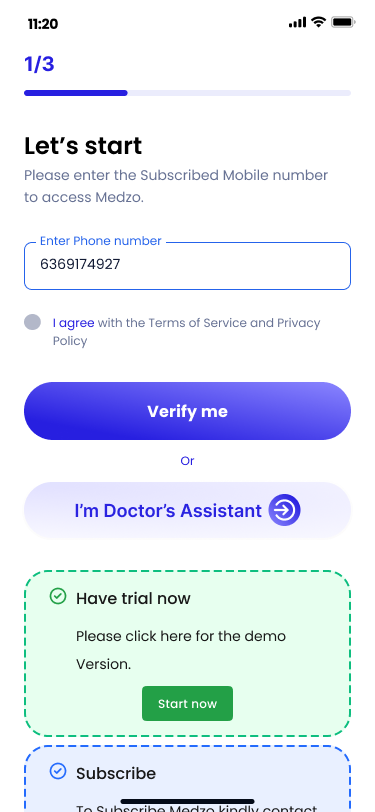 11:20
1/3
Let’s start
Please enter the Subscribed Mobile number
to access Medzo.
Enter Phone number
6369174927
I agree with the Terms of Service and Privacy
Policy
Verify me
Or
I’m Doctor’s Assistant
Have trial now
Please click here for the demo
Version.
Start now
Subscribe
To Subscribe Medzo kindly contact